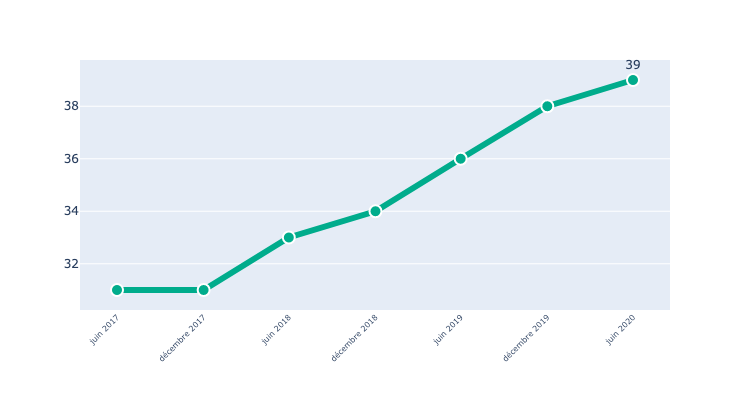 39
38
36
34
32
juin 2017
décembre 2017
juin 2018
décembre 2018
juin 2019
décembre 2019
juin 2020